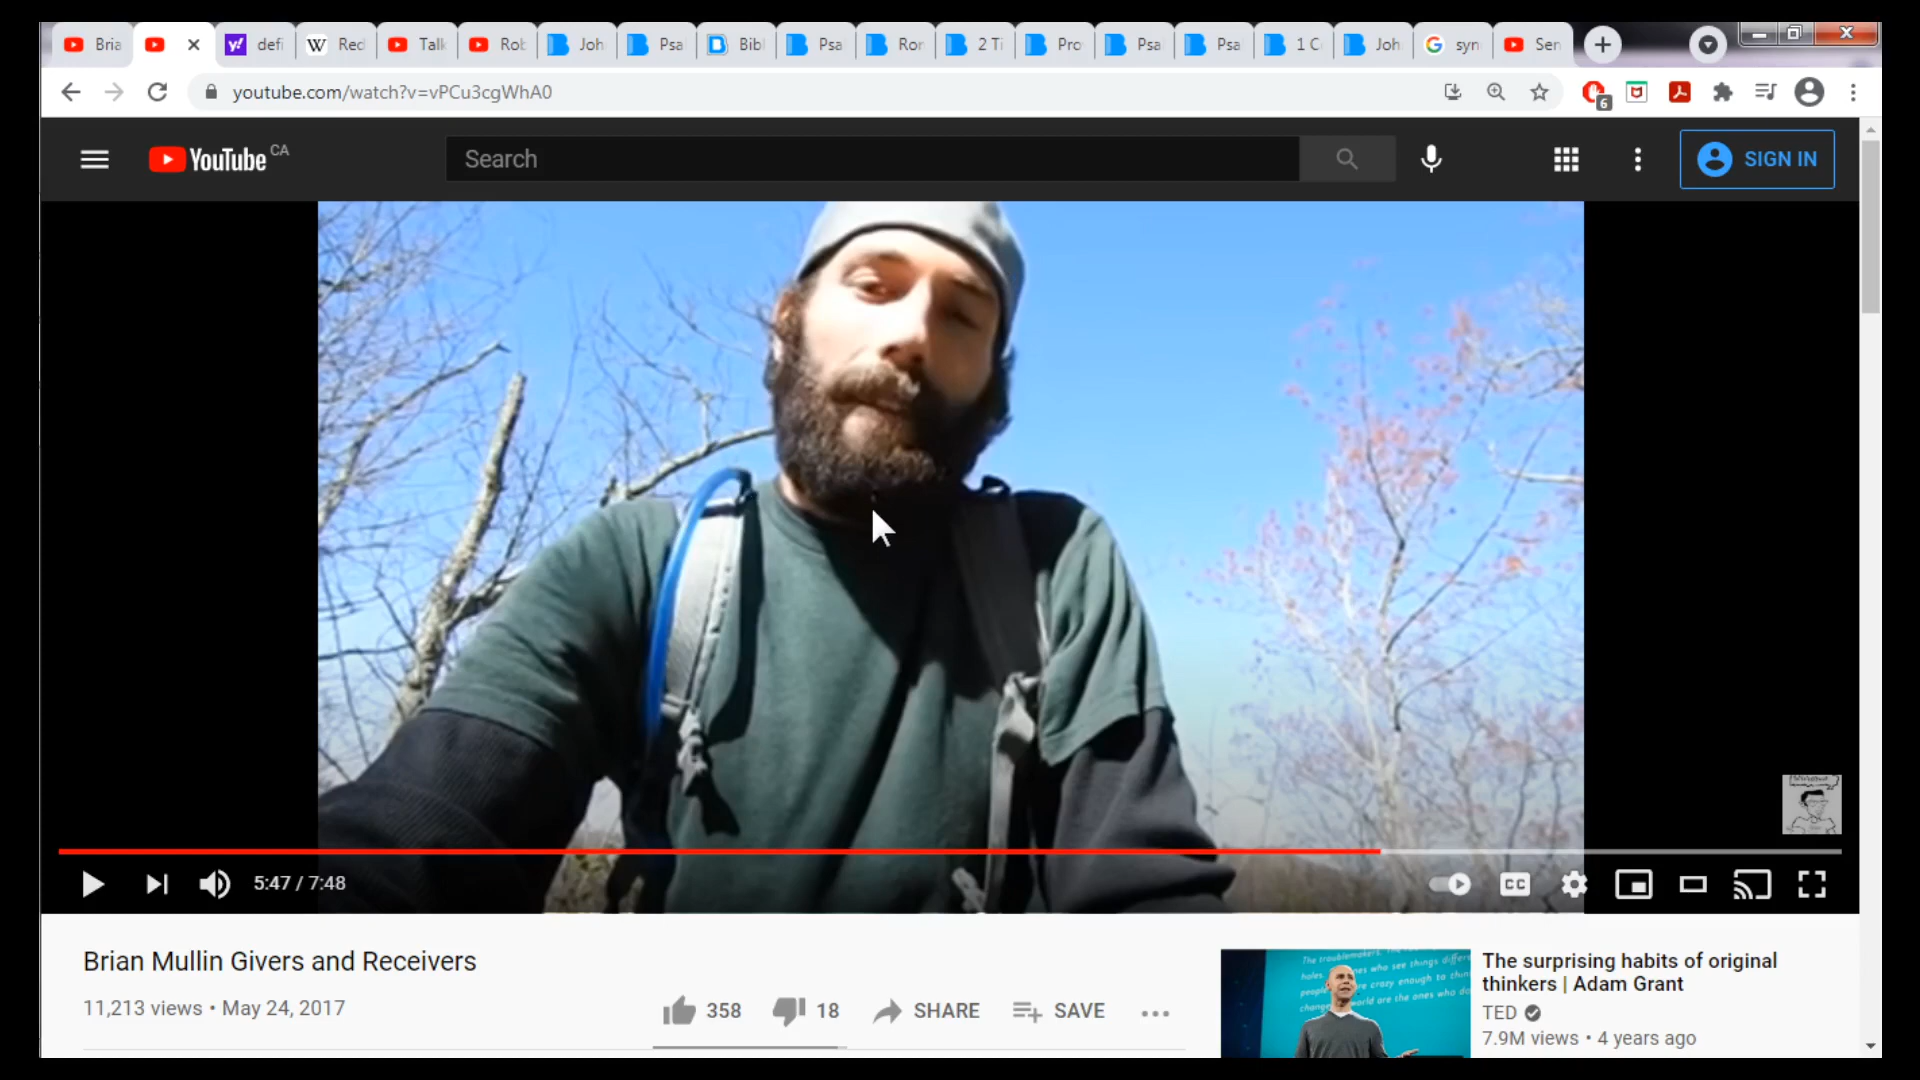 Bria
defi
W Red
Talk
Rob
Joh
Psa
Bibl
Psa
Ror
2 Ti
Pro
Psa
Psa
1 C
Joh
G syn
Sen
youtube.com/watch?v=vPCu3cgWhA0
6
YouTube CA
Search
SIGN IN
5:47 / 7:48
CC
Brian Mullin Givers and Receivers
11,213 views • May 24, 2017
358
18
SHARE
SAVE
The surprising habits of original
thinkers | Adam Grant
TED
7.9M views • 4 years ago